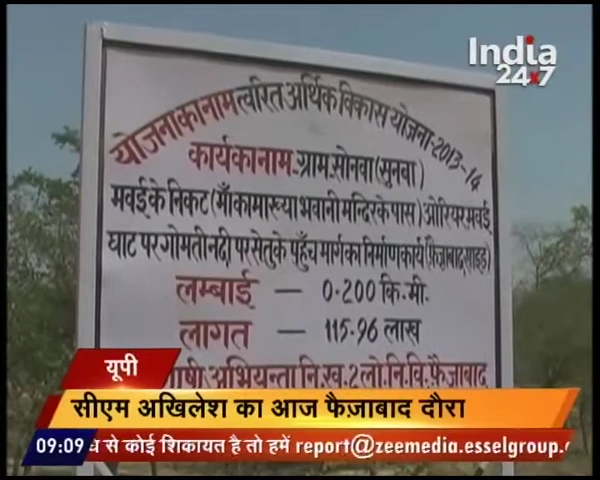 India
24x7
योजना का नाम त्वरित आर्थिक विकास योजना-2013-14
कार्य का नाम-ग्राम-सोनवा (सुनवा)
मवई के निकट (माँ कामाख्या भवानी मन्दिर के पास) ओरियर मवई
घाट पर गोमती नदी पर सेतु के पहुँच मार्ग का निर्माण कार्य (फ़ैज़ाबाद साइड)
लम्बाई — 0.200 कि.मी.
लागत — 115.96 लाख
अभियन्ता नि.ख. 2 लो.नि.वि. फ़ैज़ाबाद
यूपी
सीएम अखिलेश का आज फैज़ाबाद दौरा
09:09 से कोई शिकायत है तो हमें report@zeemedia.esselgroup.